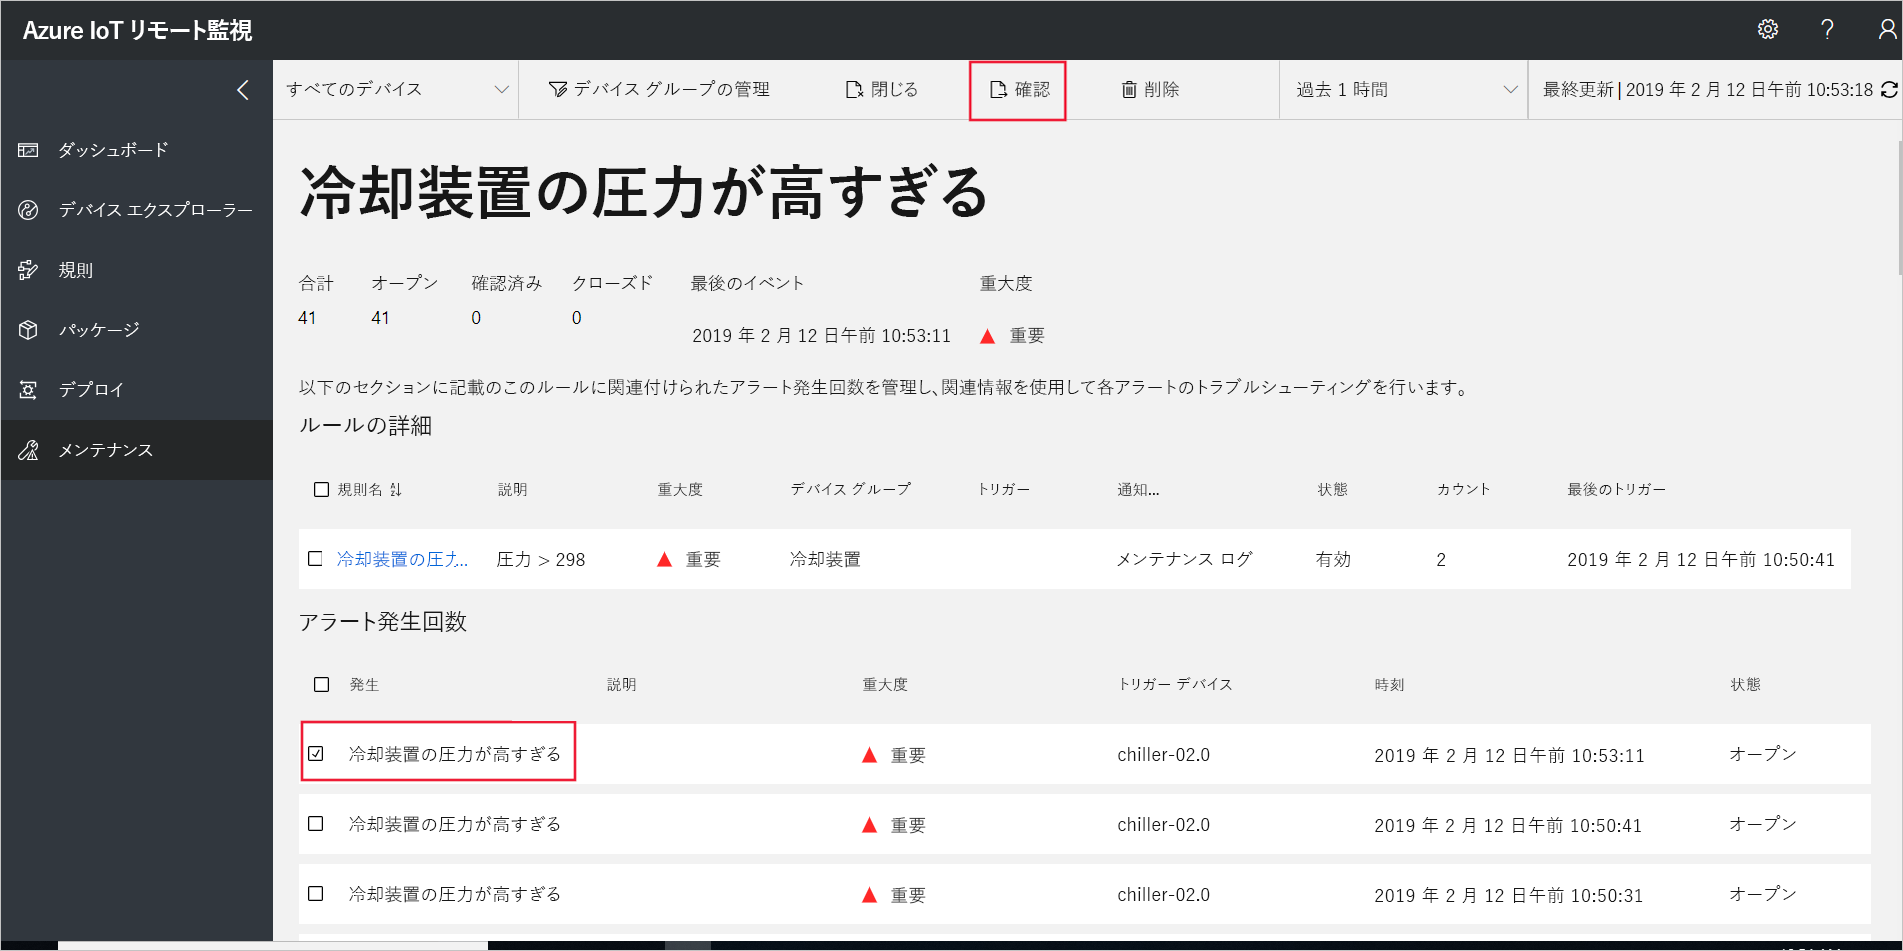 Azure IoT リモート監視
?
すべてのデバイス
デバイス グループの管理
閉じる
確認
削除
過去 1 時間
最終更新 | 2019 年 2 月 12 日午前 10:53:18
ダッシュボード
デバイス エクスプローラー
規則
パッケージ
デプロイ
メンテナンス
冷却装置の圧力が高すぎる
合計 オープン 確認済み クローズド 最後のイベント 重大度
41 41 0 0
2019 年 2 月 12 日午前 10:53:11 重要
以下のセクションに記載のこのルールに関連付けられたアラート発生回数を管理し、関連情報を使用して各アラートのトラブルシューティングを行います。
ルールの詳細
規則名 説明 重大度 デバイス グループ トリガー 通知... 状態 カウント 最後のトリガー
冷却装置の圧力... 圧力 > 298 重要 冷却装置 メンテナンス ログ 有効 2 2019 年 2 月 12 日午前 10:50:41
アラート発生回数
発生 説明 重大度 トリガー デバイス 時刻 状態
冷却装置の圧力が高すぎる 重要 chiller-02.0 2019 年 2 月 12 日午前 10:53:11 オープン
冷却装置の圧力が高すぎる 重要 chiller-02.0 2019 年 2 月 12 日午前 10:50:41 オープン
冷却装置の圧力が高すぎる 重要 chiller-02.0 2019 年 2 月 12 日午前 10:50:31 オープン